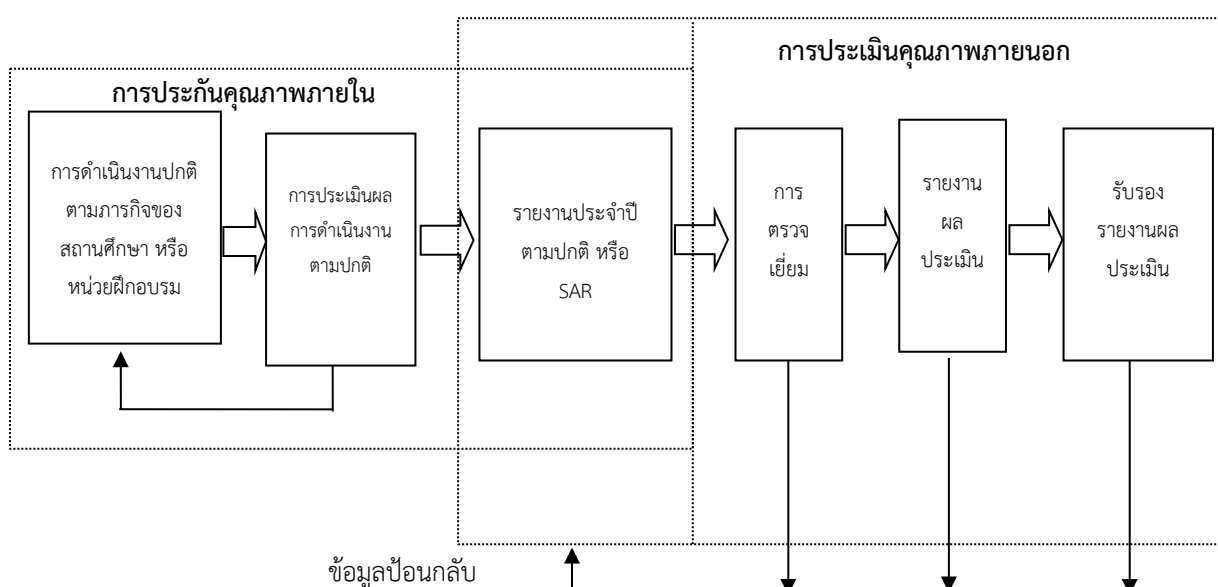 การประเมินคุณภาพภายนอก
การประกันคุณภาพภายใน
การดำเนินงานปกติ
ตามภารกิจของ
สถานศึกษา หรือ
หน่วยฝึกอบรม
การประเมินผล
การดำเนินงาน
ตามปกติ
รายงานประจำปี
ตามปกติ หรือ
SAR
การ
ตรวจ
เยี่ยม
รายงาน
ผล
ประเมิน
รับรอง
รายงานผล
ประเมิน
ข้อมูลป้อนกลับ